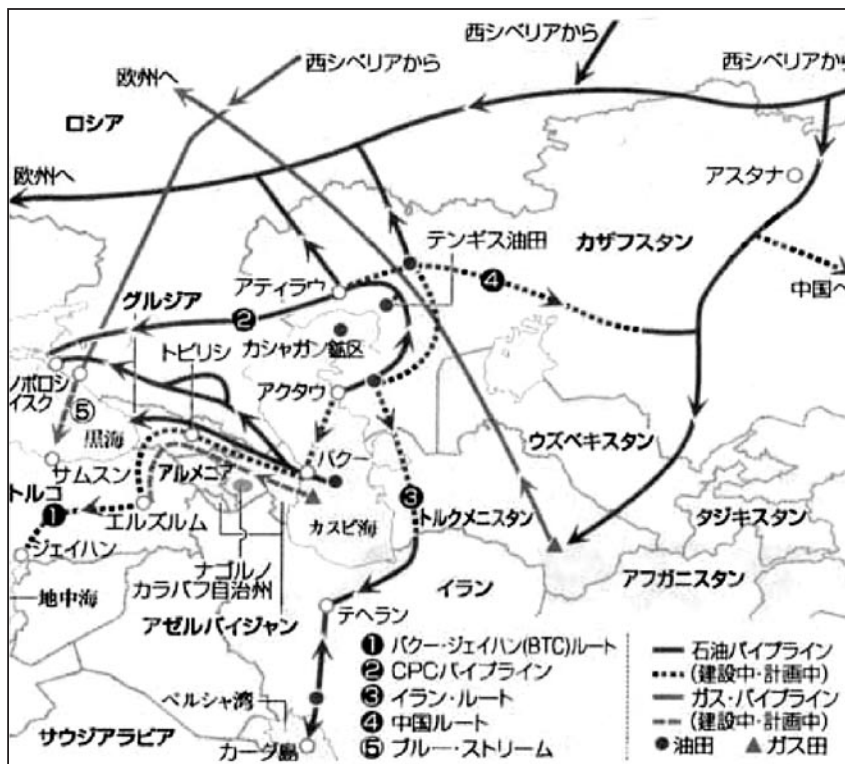 西シベリアから
西シベリアから
西シベリアから
欧州へ
ロシア
欧州へ
アスタナ
テンギス油田
カザフスタン
アティラウ
❹
中国へ
グルジア
❷
カシャガン鉱区
トビリシ
アクタウ
ノボロシ
イスク
⑤
黒海
ウズベキスタン
バクー
サムスン
アルメニア
❸
トルコ
❶
エルズルム
カスピ海
トルクメニスタン
タジキスタン
ジェイハン
ナゴルノ
カラバフ自治州
イラン
アフガニスタン
地中海
アゼルバイジャン
テヘラン
❶ バクー・ジェイハン(BTC)ルート
❷ CPCパイプライン
❸ イラン・ルート
❹ 中国ルート
⑤ ブルー・ストリーム
石油パイプライン
(建設中・計画中)
ガス・パイプライン
(建設中・計画中)
油田
ガス田
ペルシャ湾
サウジアラビア
カーグ島